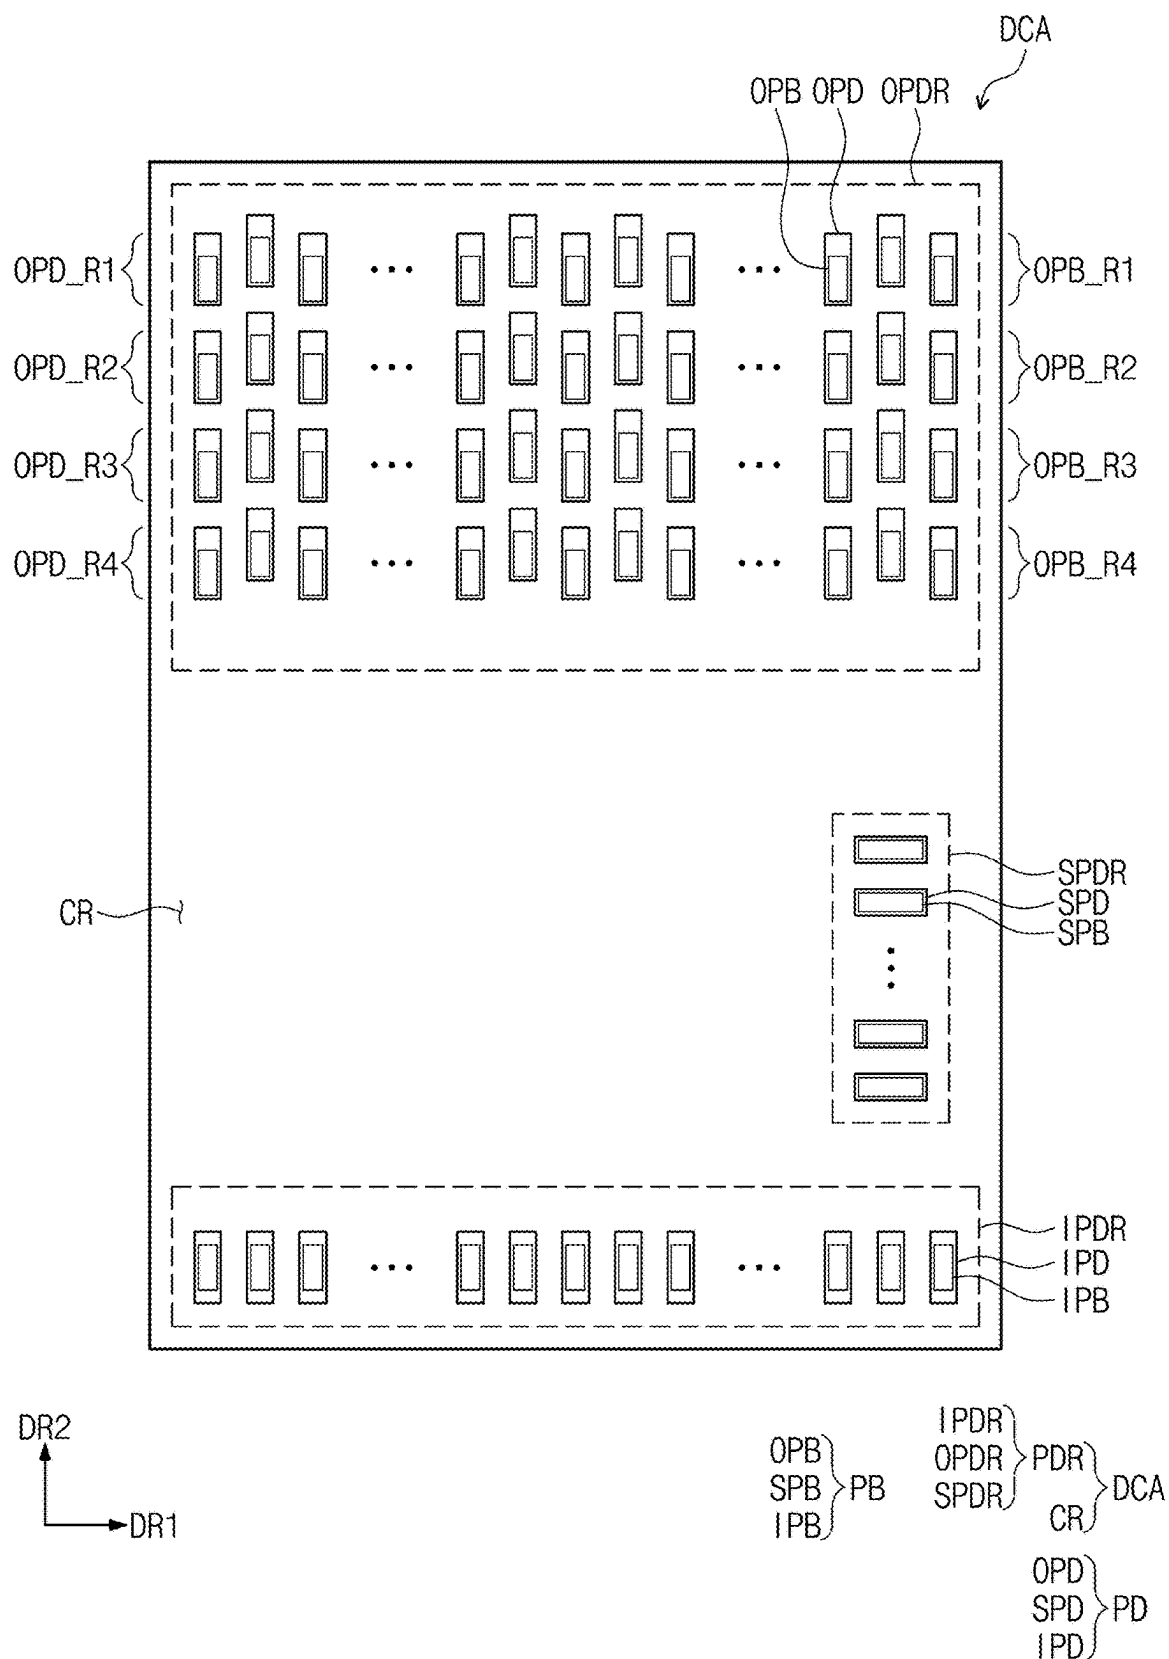 DCA
OPB OPD OPDR
OPD_R1 ... ... OPB_R1
OPD_R2 ... ... OPB_R2
OPD_R3 ... ... OPB_R3
OPD_R4 ... ... OPB_R4
SPDR
SPD
CR
SPB
IPDR
IPD
IPB
DR2
DR1
OPB
SPB
IPB
PB
IPDR
OPDR
SPDR
PDR
CR
DCA
OPD
SPD
IPD
PD